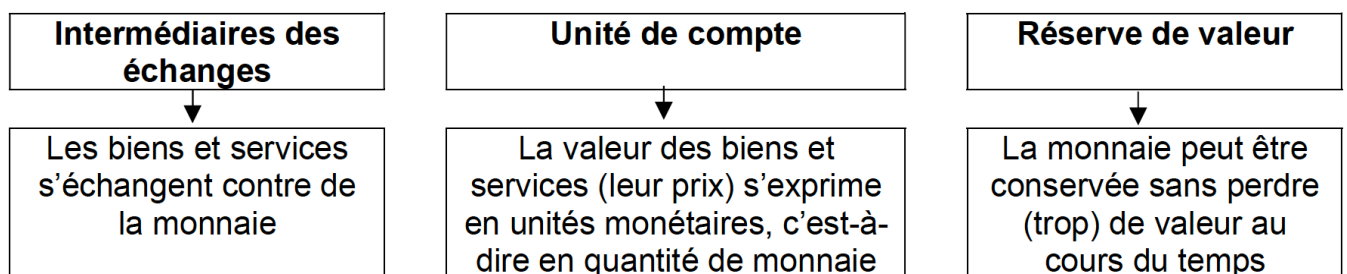 Intermédiaires des
échanges
Unité de compte
Réserve de valeur
Les biens et services
s’échangent contre de
la monnaie
La valeur des biens et
services (leur prix) s’exprime
en unités monétaires, c’est-à-
dire en quantité de monnaie
La monnaie peut être
conservée sans perdre
(trop) de valeur au
cours du temps